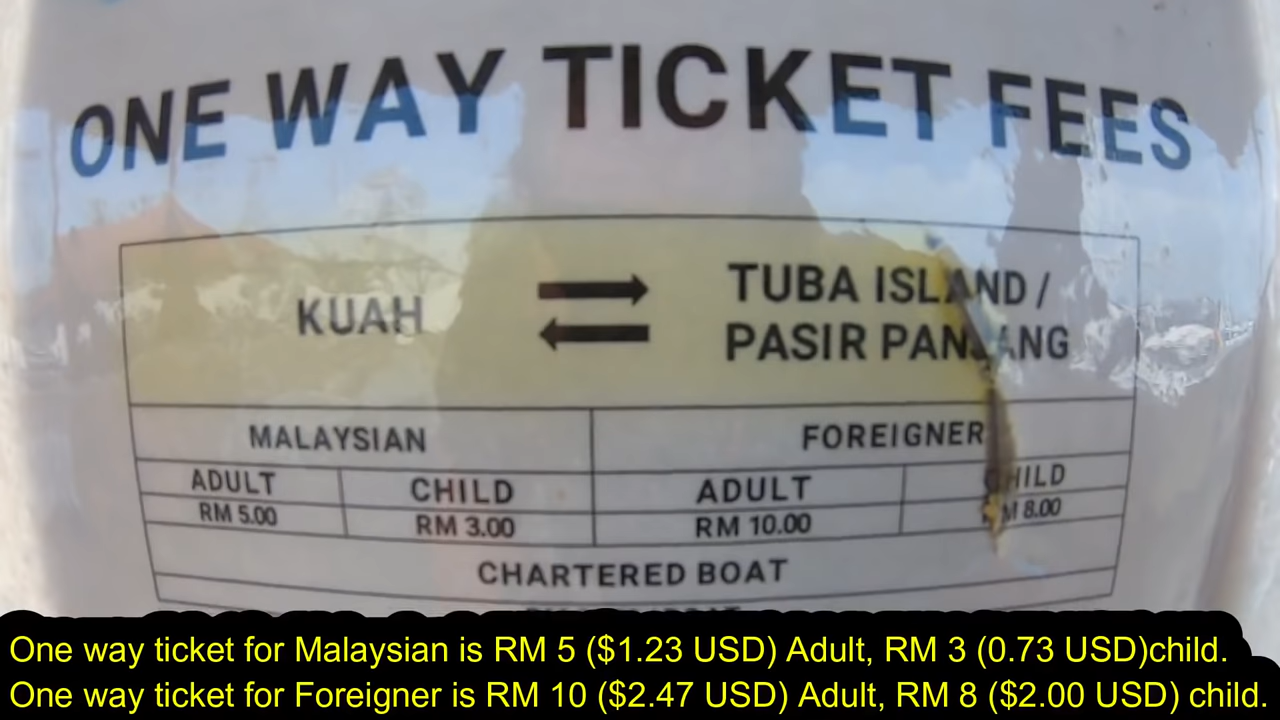 ONE WAY TICKET FEES
KUAH
TUBA ISLAND /
PASIR PANJANG
MALAYSIAN FOREIGNER
ADULT CHILD ADULT CHILD
RM 5.00 RM 3.00 RM 10.00 RM 8.00
CHARTERED BOAT
One way ticket for Malaysian is RM 5 ($1.23 USD) Adult, RM 3 (0.73 USD)child.
One way ticket for Foreigner is RM 10 ($2.47 USD) Adult, RM 8 ($2.00 USD) child.